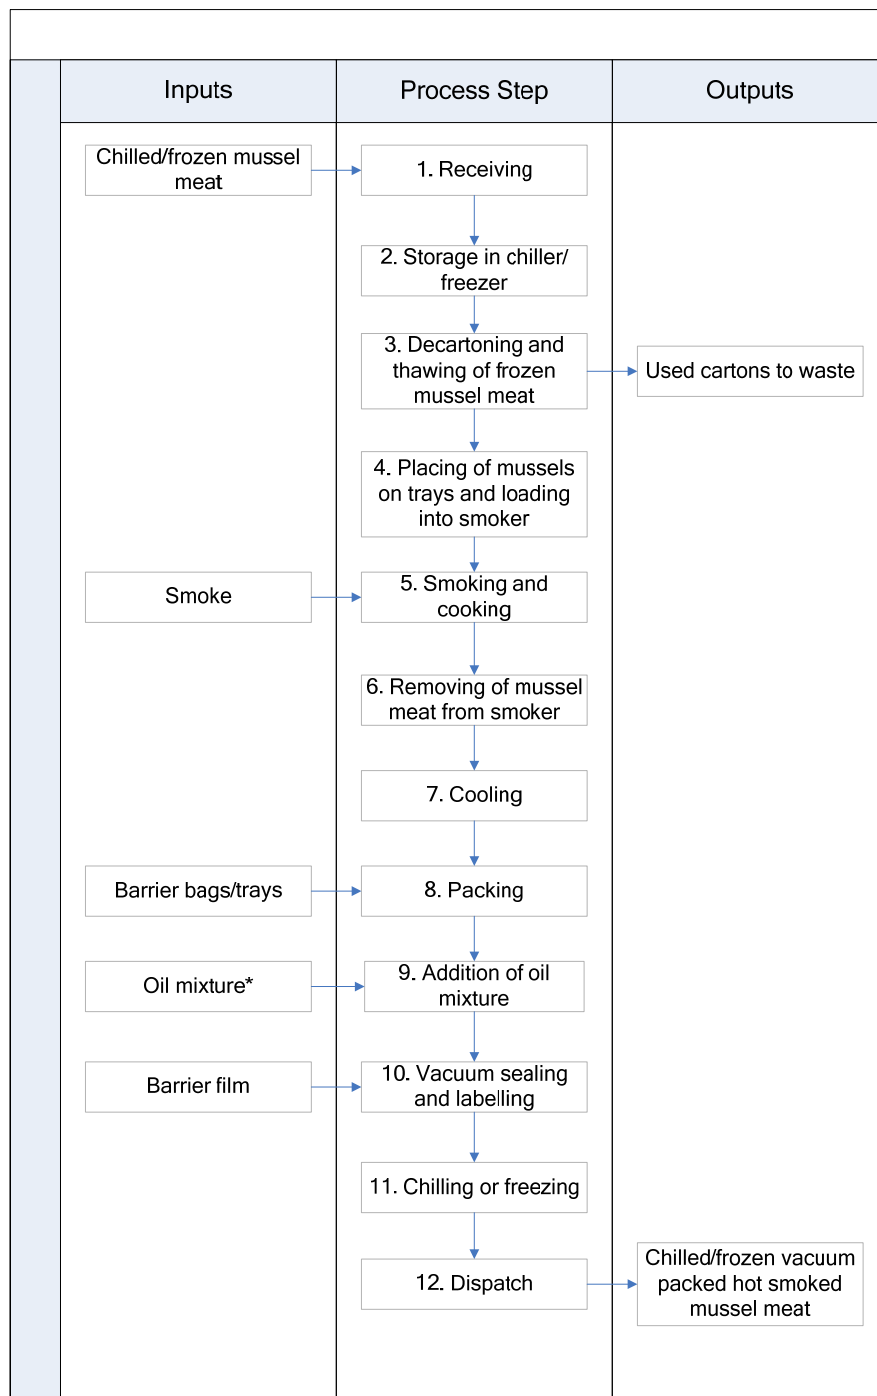 Inputs
Process Step
Outputs
Chilled/frozen mussel
meat
1. Receiving
2. Storage in chiller/
freezer
3. Decartoning and
thawing of frozen
mussel meat
Used cartons to waste
4. Placing of mussels
on trays and loading
into smoker
Smoke
5. Smoking and
cooking
6. Removing of mussel
meat from smoker
7. Cooling
Barrier bags/trays
8. Packing
Oil mixture*
9. Addition of oil
mixture
Barrier film
10. Vacuum sealing
and labelling
11. Chilling or freezing
12. Dispatch
Chilled/frozen vacuum
packed hot smoked
mussel meat